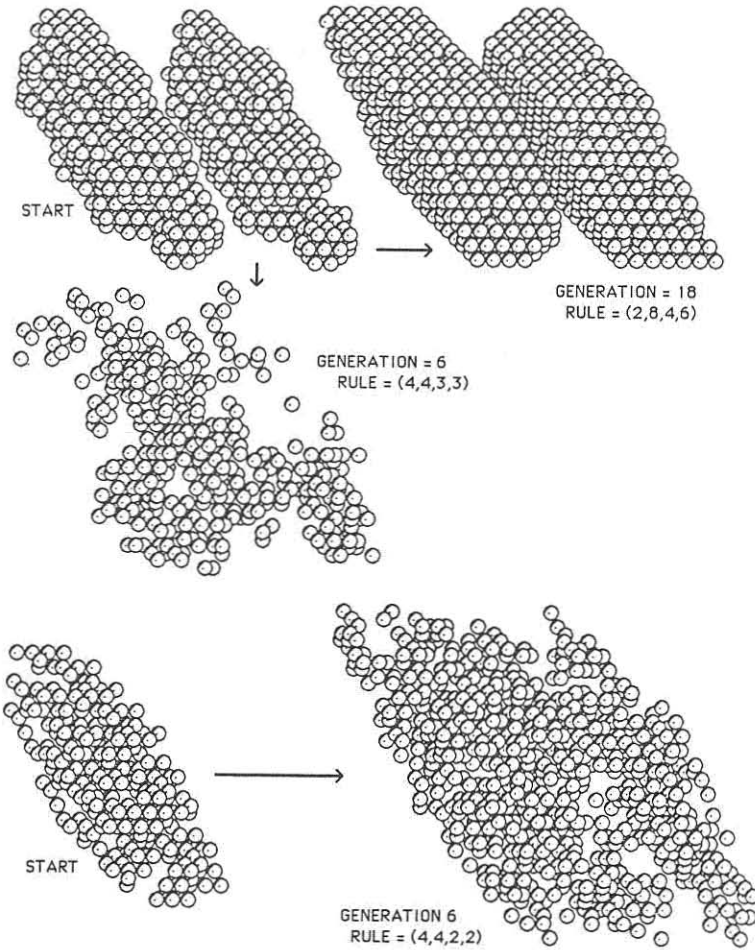 START
GENERATION = 18
RULE = (2,8,4,6)
GENERATION = 6
RULE = (4,4,3,3)
START
GENERATION 6
RULE = (4,4,2,2)